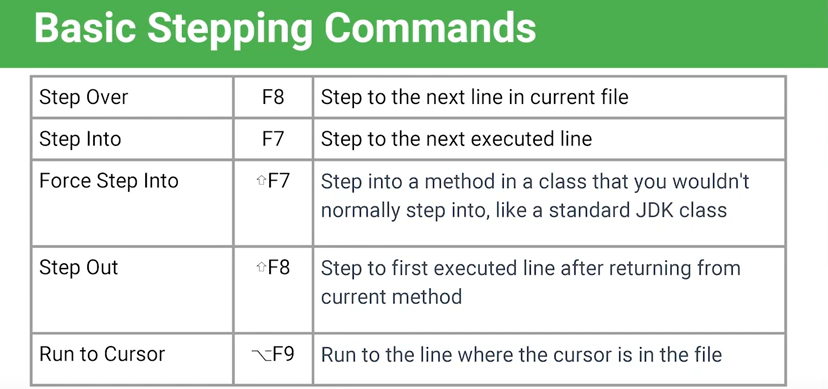 Basic Stepping Commands
Step Over F8 Step to the next line in current file
Step Into F7 Step to the next executed line
Force Step Into ⇧F7 Step into a method in a class that you wouldn't
normally step into, like a standard JDK class
Step Out ⇧F8 Step to first executed line after returning from
current method
Run to Cursor ⌥F9 Run to the line where the cursor is in the file